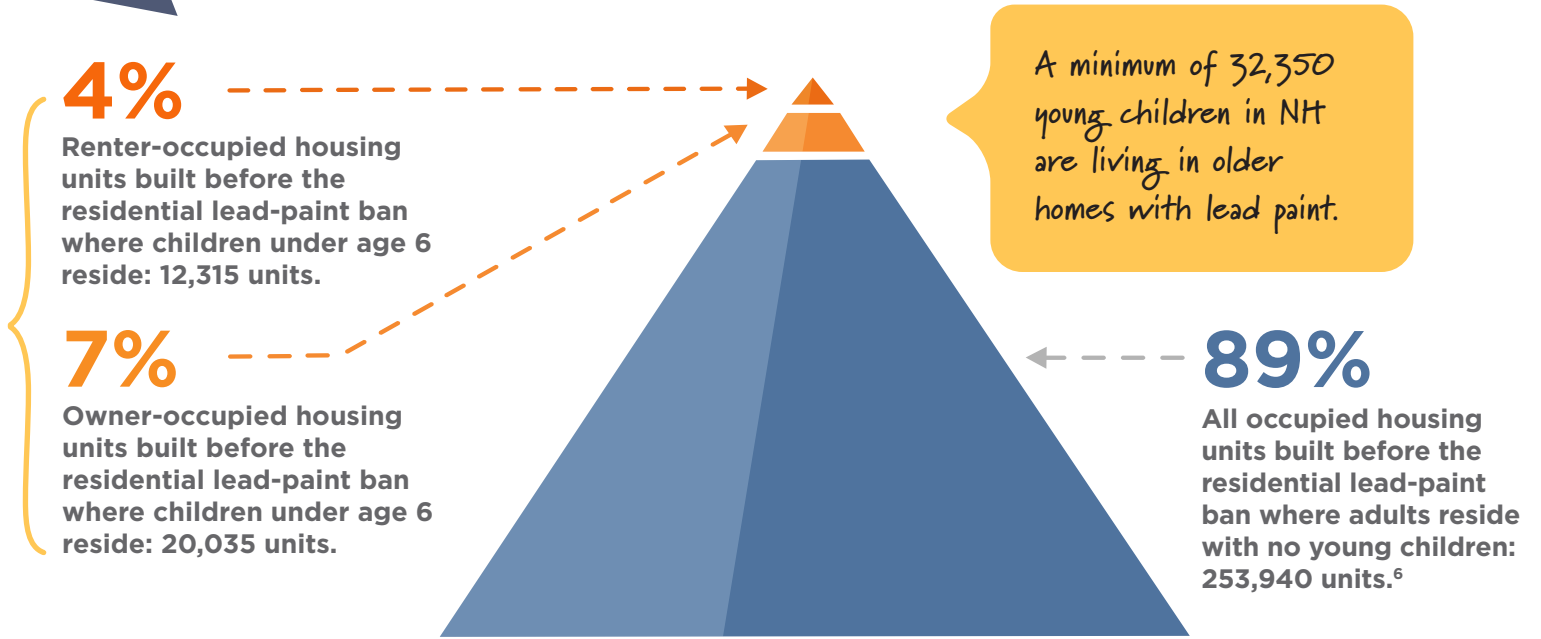 4%
Renter-occupied housing
units built before the
residential lead-paint ban
where children under age 6
reside: 12,315 units.
7%
Owner-occupied housing
units built before the
residential lead-paint ban
where children under age 6
reside: 20,035 units.
A minimum of 32,350
young children in NH
are living in older
homes with lead paint.
89%
All occupied housing
units built before the
residential lead-paint
ban where adults reside
with no young children:
253,940 units.⁶